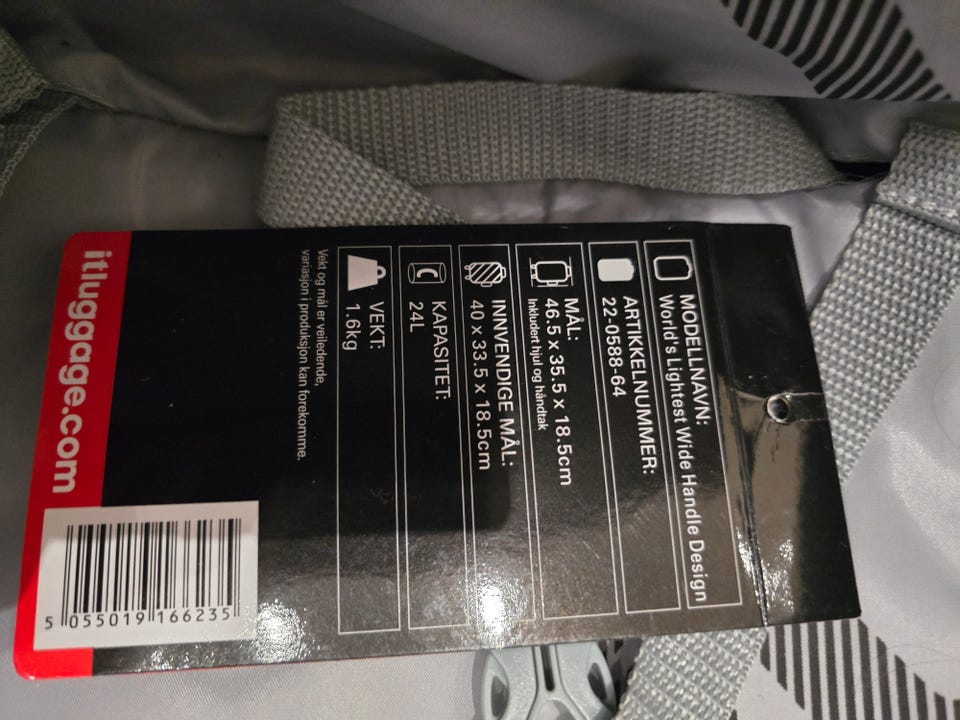 MODELLNAVN:
World's Lightest Wide Handle Design
ARTIKKELNUMMER:
22-0588-64
MÅL:
46.5 x 35.5 x 18.5cm
Inkludert hjul og håndtak
INNVENDIGE MÅL:
40 x 33.5 x 18.5cm
KAPASITET:
24L
VEKT:
1.6kg
Vekt og mål er veiledende,
variasjon i produksjon kan forekomme.
itluggage.com
5 055019 166235